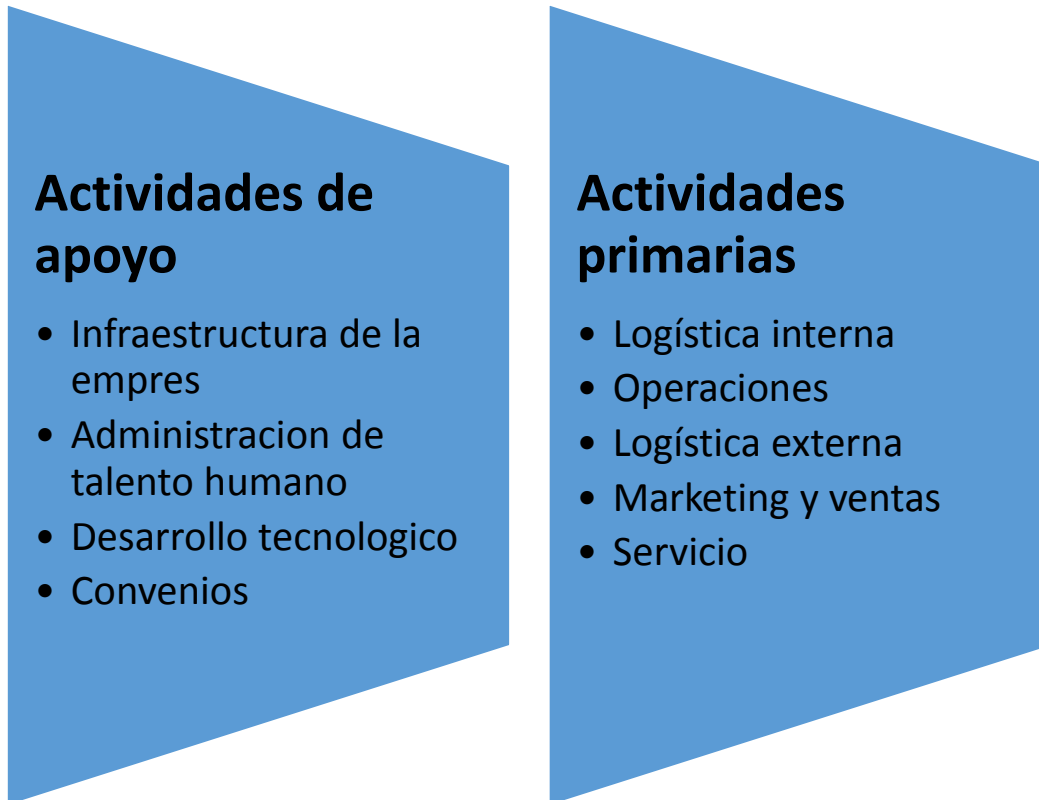 Actividades de
apoyo
• Infraestructura de la
empres
• Administracion de
talento humano
• Desarrollo tecnologico
• Convenios
Actividades
primarias
• Logística interna
• Operaciones
• Logística externa
• Marketing y ventas
• Servicio